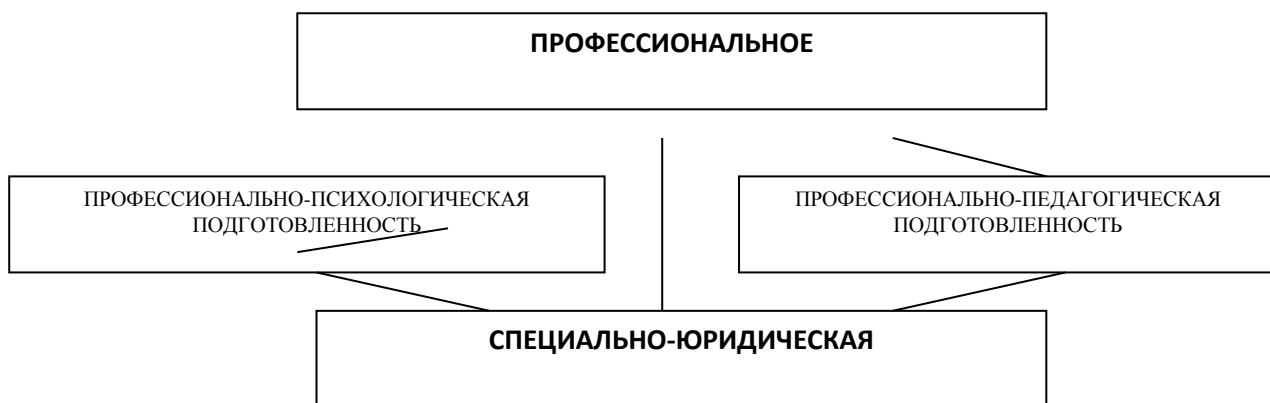 ПРОФЕССИОНАЛЬНОЕ
ПРОФЕССИОНАЛЬНО-ПСИХОЛОГИЧЕСКАЯ
ПОДГОТОВЛЕННОСТЬ
ПРОФЕССИОНАЛЬНО-ПЕДАГОГИЧЕСКАЯ
ПОДГОТОВЛЕННОСТЬ
СПЕЦИАЛЬНО-ЮРИДИЧЕСКАЯ